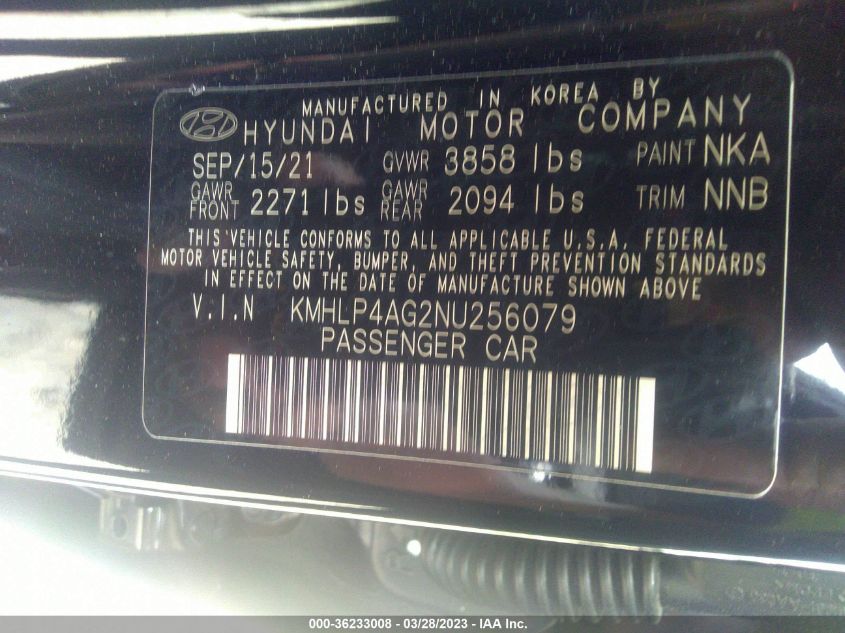 MANUFACTURED IN KOREA BY
HYUNDAI MOTOR COMPANY
SEP/15/21 GVWR 3858 lbs PAINT NKA
GAWR FRONT 2271 lbs GAWR REAR 2094 lbs TRIM NNB
THIS VEHICLE CONFORMS TO ALL APPLICABLE U.S.A. FEDERAL
MOTOR VEHICLE SAFETY, BUMPER, AND THEFT PREVENTION STANDARDS
IN EFFECT ON THE DATE OF MANUFACTURE SHOWN ABOVE
V.I.N KMHLP4AG2NU256079
PASSENGER CAR
000-36233008 - 03/28/2023 - IAA Inc.